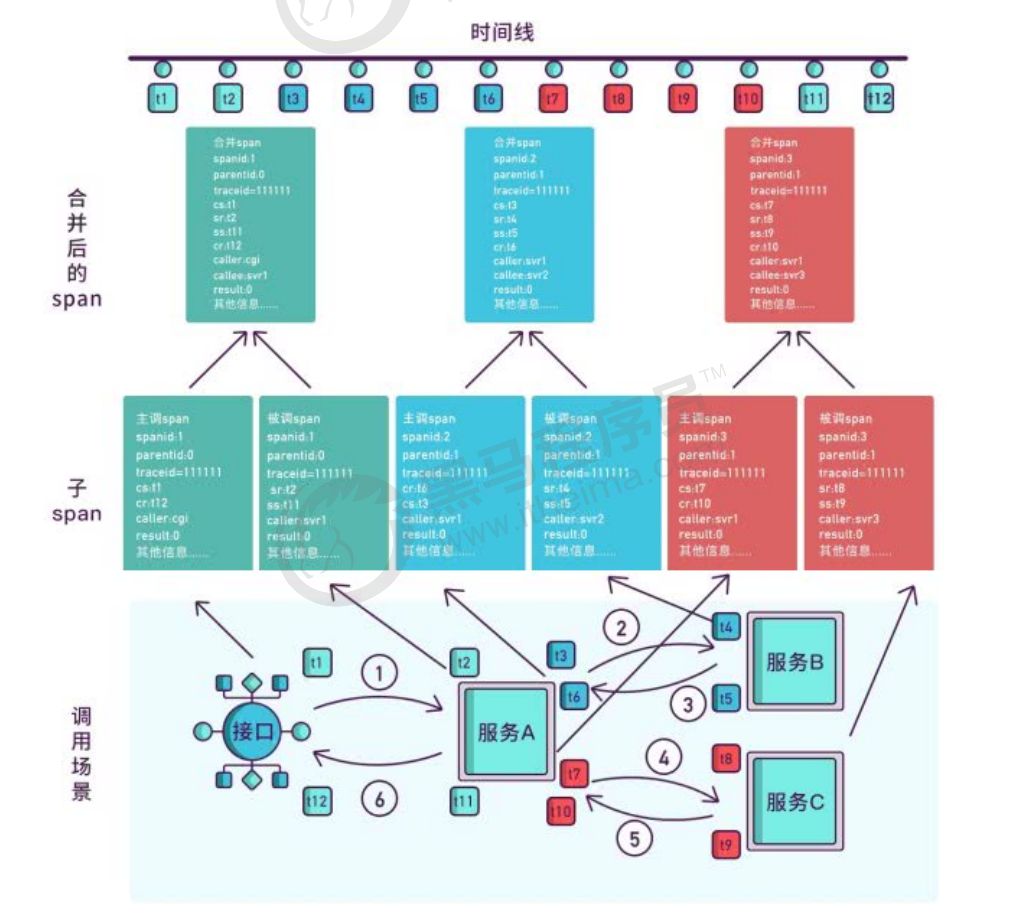 时间线
t1 t2 t3 t4 t5 t6 t7 t8 t9 t10 t11 t12
合并后的span
合并span
spanid:1
parentid:0
traceid=111111
cs:t1
sr:t2
ss:t11
cr:t12
caller:cgi
callee:svr1
result:0
其他信息......
合并span
spanid:2
parentid:1
traceid=111111
cs:t3
sr:t4
ss:t5
cr:t6
caller:svr1
callee:svr2
result:0
其他信息......
合并span
spanid:3
parentid:1
traceid=111111
cs:t7
sr:t8
ss:t9
cr:t10
caller:svr1
callee:svr3
result:0
其他信息......
子
span
主调span
spanid:1
parentid:0
traceid=111111
cs:t1
cr:t12
caller:cgi
result:0
其他信息......
被调span
spanid:1
parentid:0
traceid=111111
sr:t2
ss:t11
caller:svr1
result:0
其他信息......
主调span
spanid:2
parentid:1
traceid=111111
cr:t6
cs:t3
caller:svr1
result:0
其他信息......
被调span
spanid:2
parentid:1
traceid=111111
sr:t4
ss:t5
caller:svr2
result:0
其他信息......
主调span
spanid:3
parentid:1
traceid=111111
cs:t7
cr:t10
caller:svr1
result:0
其他信息......
被调span
spanid:3
parentid:1
traceid=111111
sr:t8
ss:t9
caller:svr3
result:0
其他信息......
黑马程序员™
www.itheima.com
调用场景
t1
1
t2
接口
服务A
t12
6
t11
t3
2
t4
t6
3
t5
服务B
t7
4
t8
t10
5
t9
服务C